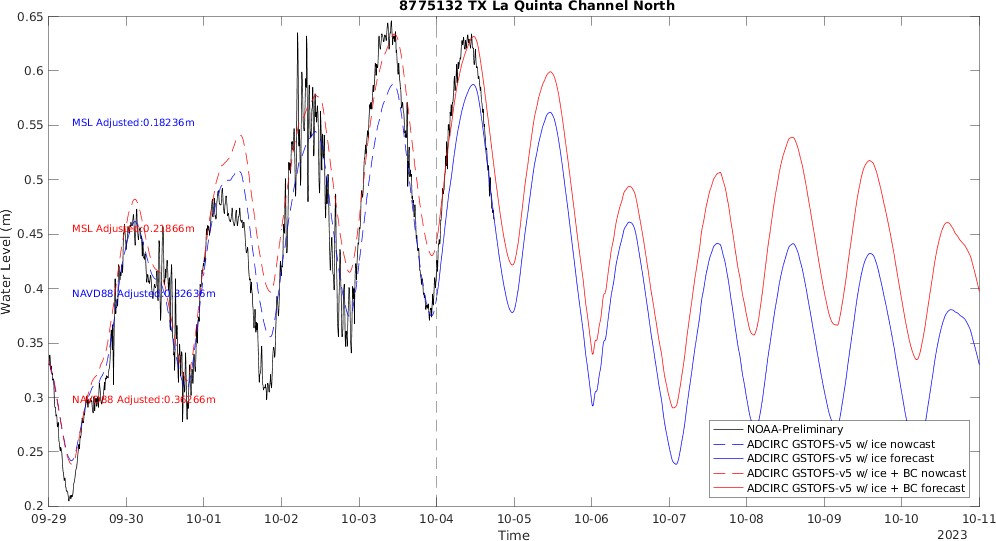 8775132 TX La Quinta Channel North
0.65
0.6
0.55
0.5
0.45
0.4
0.35
0.3
0.25
0.2
Water Level (m)
MSL Adjusted:0.18236m
MSL Adjusted:0.21866m
NAVD88 Adjusted:0.32636m
NAVD88 Adjusted:0.36266m
NOAA-Preliminary
ADCIRC GSTOFS-v5 w/ ice nowcast
ADCIRC GSTOFS-v5 w/ ice forecast
ADCIRC GSTOFS-v5 w/ ice + BC nowcast
ADCIRC GSTOFS-v5 w/ ice + BC forecast
09-29 09-30 10-01 10-02 10-03 10-04 10-05 10-06 10-07 10-08 10-09 10-10 10-11
Time
2023